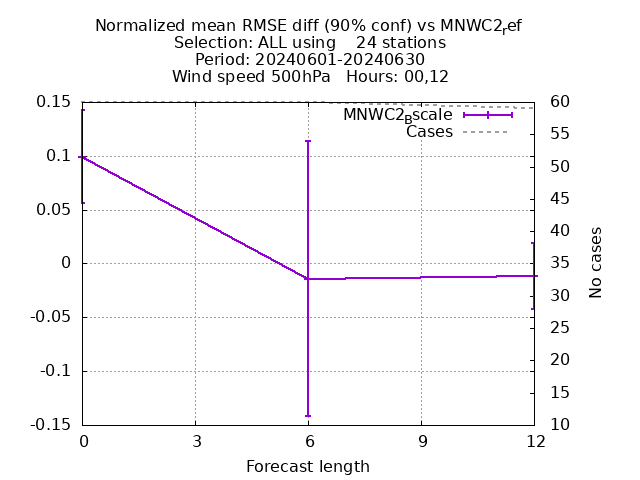 Normalized mean RMSE diff (90% conf) vs MNWC2ref
Selection: ALL using    24 stations
Period: 20240601-20240630
Wind speed 500hPa   Hours: 00,12
MNWC2Bscale
Cases
0.15
0.1
0.05
0
-0.05
-0.1
-0.15
60
55
50
45
40
35
30
25
20
15
10
No cases
0 3 6 9 12
Forecast length